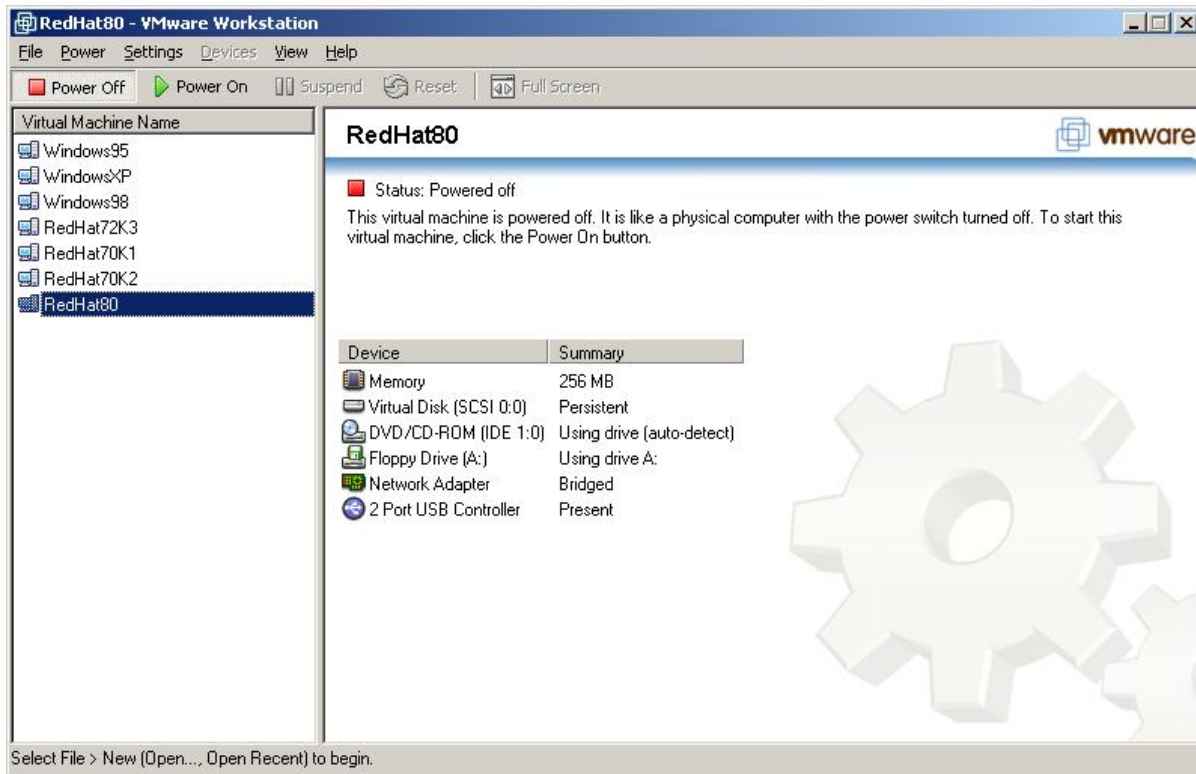 RedHat80 - VMware Workstation
File Power Settings Devices View Help
Power Off Power On Suspend Reset Full Screen
Virtual Machine Name
Windows95
WindowsXP
Windows98
RedHat72K3
RedHat70K1
RedHat70K2
RedHat80
RedHat80
vmware
Status: Powered off
This virtual machine is powered off. It is like a physical computer with the power switch turned off. To start this
virtual machine, click the Power On button.
Device Summary
Memory 256 MB
Virtual Disk (SCSI 0:0) Persistent
DVD/CD-ROM (IDE 1:0) Using drive (auto-detect)
Floppy Drive (A:) Using drive A:
Network Adapter Bridged
2 Port USB Controller Present
Select File > New (Open..., Open Recent) to begin.